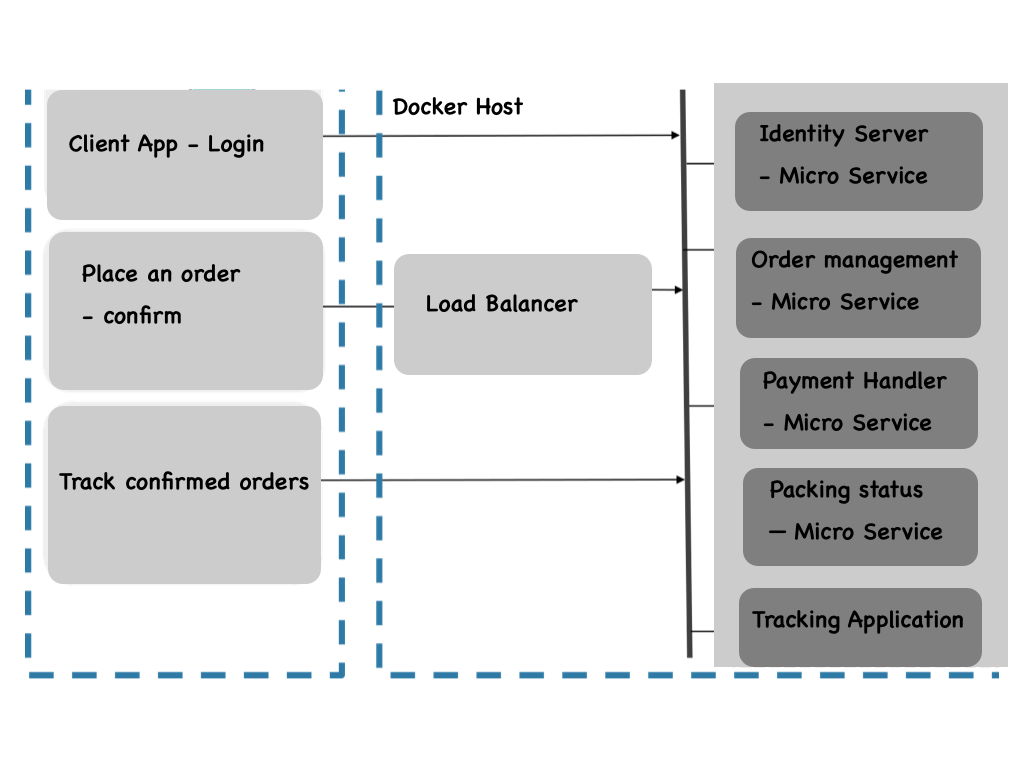 Docker Host
Client App - Login
Place an order
- confirm
Track confirmed orders
Load Balancer
Identity Server
- Micro Service
Order management
- Micro Service
Payment Handler
- Micro Service
Packing status
— Micro Service
Tracking Application